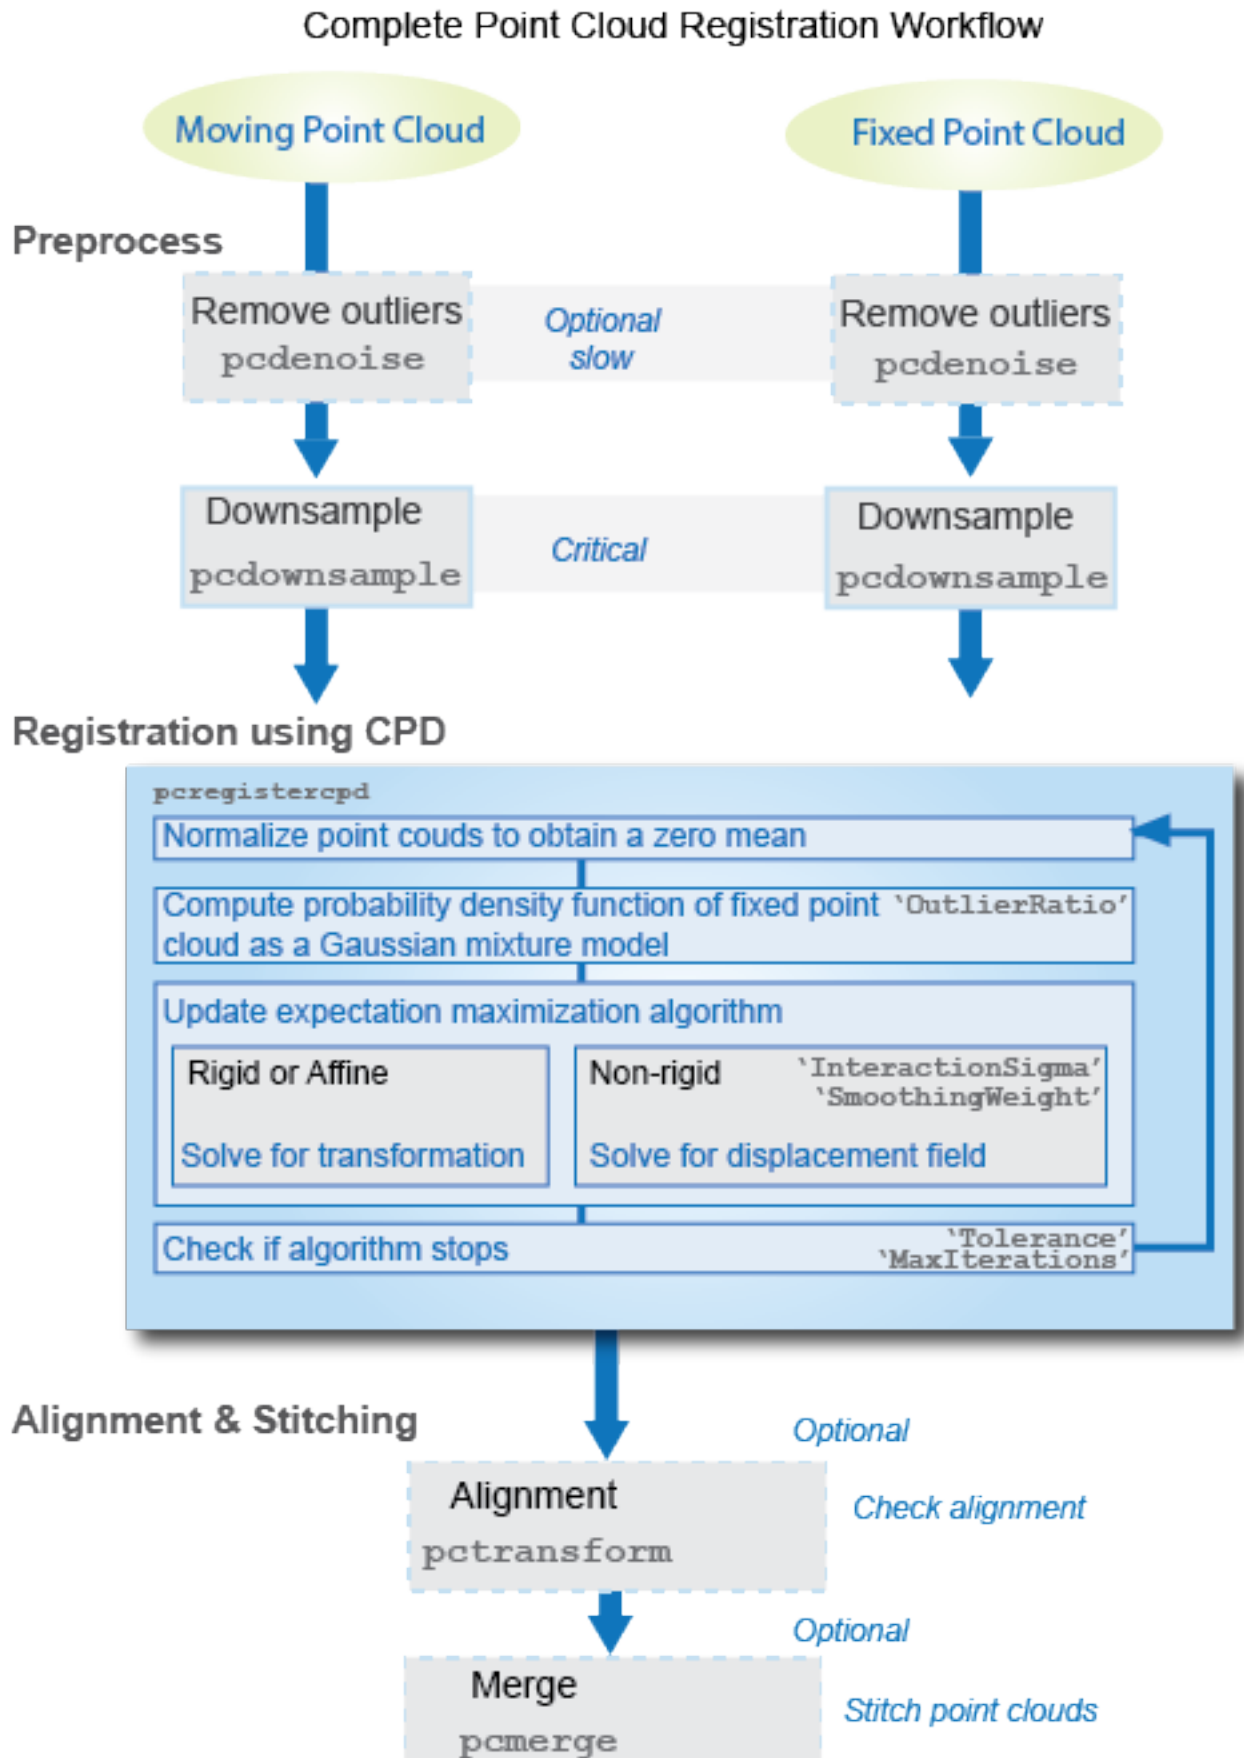 Complete Point Cloud Registration Workflow
Moving Point Cloud
Fixed Point Cloud
Preprocess
Remove outliers
pcdenoise
Optional
slow
Remove outliers
pcdenoise
Downsample
pcdownsample
Critical
Downsample
pcdownsample
Registration using CPD
pcregistercpd
Normalize point couds to obtain a zero mean
Compute probability density function of fixed point 'OutlierRatio'
cloud as a Gaussian mixture model
Update expectation maximization algorithm
Rigid or Affine
Solve for transformation
Non-rigid
‛InteractionSigma’
‛SmoothingWeight’
Solve for displacement field
Check if algorithm stops
‛Tolerance’
‛MaxIterations’
Alignment & Stitching
Optional
Alignment
pctransform
Check alignment
Optional
Merge
pcmerge
Stitch point clouds